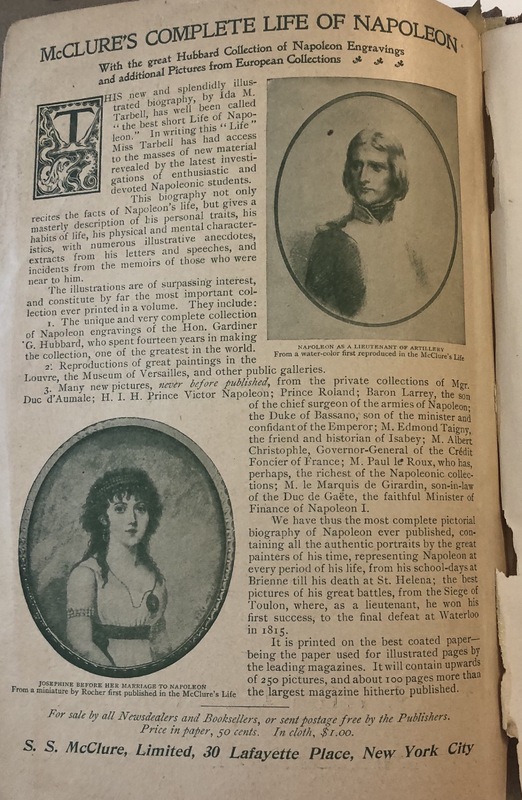 McCLURE'S COMPLETE LIFE OF NAPOLEON
With the great Hubbard Collection of Napoleon Engravings
and additional Pictures from European Collections
THIS new and splendidly illus-
trated biography, by Ida M.
Tarbell, has well been called
"the best short Life of Napo-
leon." In writing this "Life"
Miss Tarbell has had access
to the masses of new material
revealed by the latest investi-
gations of enthusiastic and
devoted Napoleonic students.
This biography not only
recites the facts of Napoleon's life, but gives a
masterly description of his personal traits, his
habits of life, his physical and mental character-
istics, with numerous illustrative anecdotes,
extracts from his letters and speeches, and
incidents from the memoirs of those who were
near to him.
The illustrations are of surpassing interest,
and constitute by far the most important col-
lection ever printed in a volume. They include:
1. The unique and very complete collection
of Napoleon engravings of the Hon. Gardiner
G. Hubbard, who spent fourteen years in making
the collection, one of the greatest in the world.
2. Reproductions of great paintings in the
Louvre, the Museum of Versailles, and other public galleries.
NAPOLEON AS A LIEUTENANT OF ARTILLERY
From a water-color first reproduced in the McClure's Life
3. Many new pictures, never before published, from the private collections of Mgr.
Duc d'Aumale; H. I. H. Prince Victor Napoleon; Prince Roland; Baron Larrey, the son
of the chief surgeon of the armies of Napoleon;
the Duke of Bassano, son of the minister and
confidant of the Emperor; M. Edmond Taigny,
the friend and historian of Isabey; M. Albert
Christophle, Governor-General of the Crédit
Foncier of France; M. Paul le Roux, who has,
perhaps, the richest of the Napoleonic collec-
tions; M. le Marquis de Girardin, son-in-law
of the Duc de Gaëte, the faithful Minister of
Finance of Napoleon I.
We have thus the most complete pictorial
biography of Napoleon ever published, con-
taining all the authentic portraits by the great
painters of his time, representing Napoleon at
every period of his life, from his school-days at
Brienne till his death at St. Helena; the best
pictures of his great battles, from the Siege of
Toulon, where, as a lieutenant, he won his
first success, to the final defeat at Waterloo
in 1815.
It is printed on the best coated paper—
being the paper used for illustrated pages by
the leading magazines. It will contain upwards
of 250 pictures, and about 100 pages more than
the largest magazine hitherto published.
JOSEPHINE BEFORE HER MARRIAGE TO NAPOLEON
From a miniature by Rocher first published in the McClure's Life
For sale by all Newsdealers and Booksellers, or sent postage free by the Publishers.
Price in paper, 50 cents. In cloth, $1.00.
S. S. McClure, Limited, 30 Lafayette Place, New York City